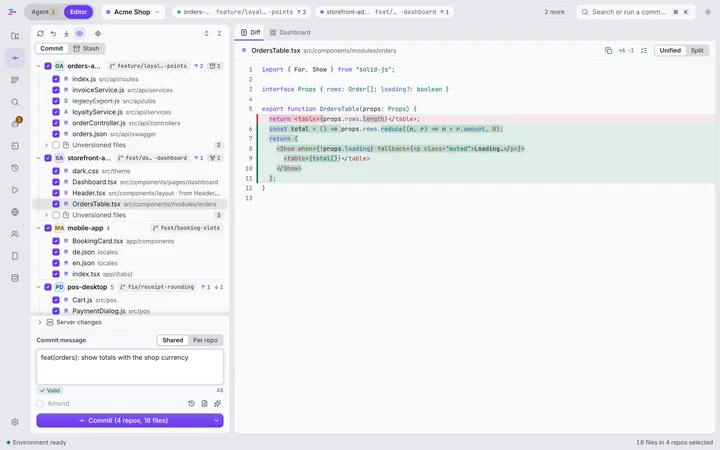 Agent 1 Editor Acme Shop orders-... feature/loyal...-points ↑ 2 storefront-ad... feat/... -dashboard ↑ 1 2 more Search or run a comm... ⌘ K
Commit Stash
OA orders-a... feature/loyal...-points ↑ 2 1
M index.js src/api/routes
M invoiceService.js src/api/services
D legacyExport.js src/api/utils
A loyaltyService.js src/api/services
M orderController.js src/api/controllers
M orders.json src/api/swagger
Unversioned files 2
SA storefront-a... feat/da... -dashboard ↑ 1 1
M dark.css src/theme
M Dashboard.tsx src/components/pages/dashboard
R Header.tsx src/components/layout · from Header...
M OrdersTable.tsx src/components/modules/orders
Unversioned files 3
MA mobile-app 4 feat/booking-slots
M BookingCard.tsx app/components
M de.json locales
M en.json locales
M index.tsx app/(tabs)
PD pos-desktop 5 fix/receipt-rounding ↑ 1 ↓ 1
M Cart.js src/pos
M PaymentDialog.js src/pos
Server changes
Commit message Shared Per repo
feat(orders): show totals with the shop currency
Valid 48
Amend
Commit (4 repos, 18 files)
Diff Dashboard
OrdersTable.tsx src/components/modules/orders +6 -1 Unified Split
1 import { For, Show } from "solid-js";
2
3 interface Props { rows: Order[]; loading?: boolean }
4
5 export function OrdersTable(props: Props) {
6 return <table>{props.rows.length}</table>;
6 const total = () => props.rows.reduce((n, r) => n + r.amount, 0);
7 return (
8 <Show when={!props.loading} fallback={<p class="muted">Loading…</p>}>
9 <table>{total()}</table>
10 </Show>
11 );
12 }
13
Environment ready 18 files in 4 repos selected